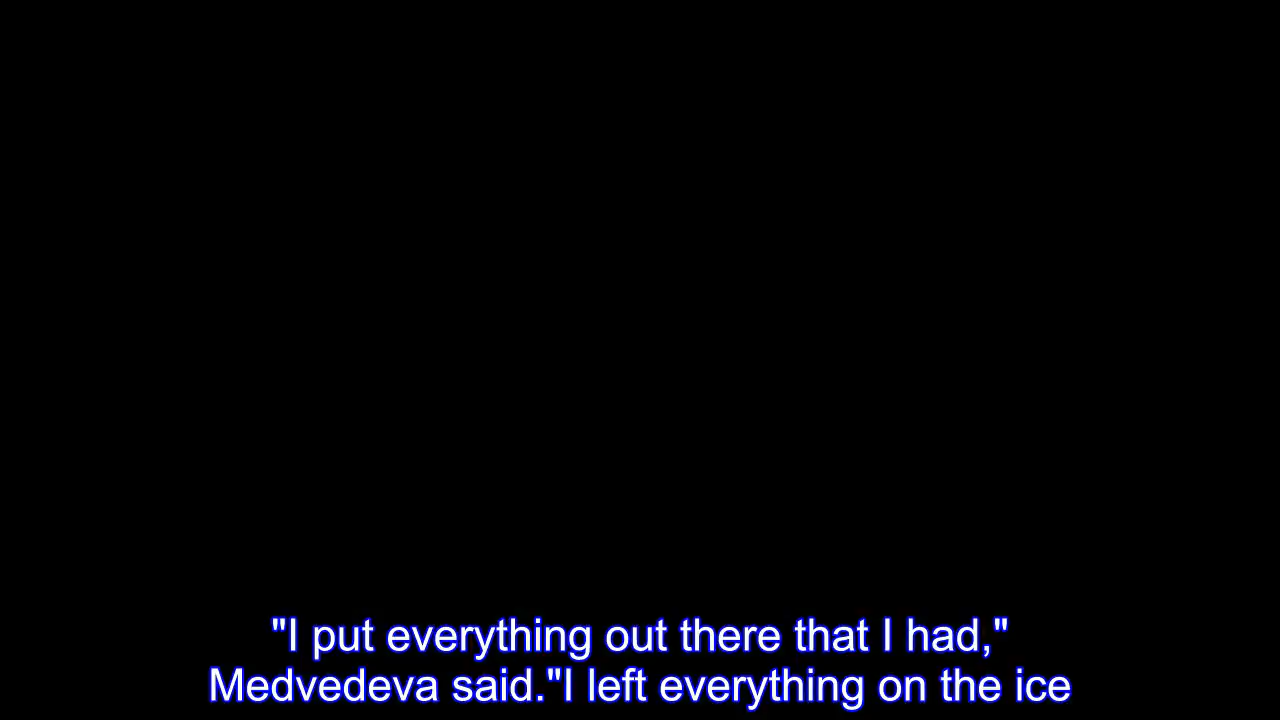 "I put everything out there that I had,"
Medvedeva said."I left everything on the ice